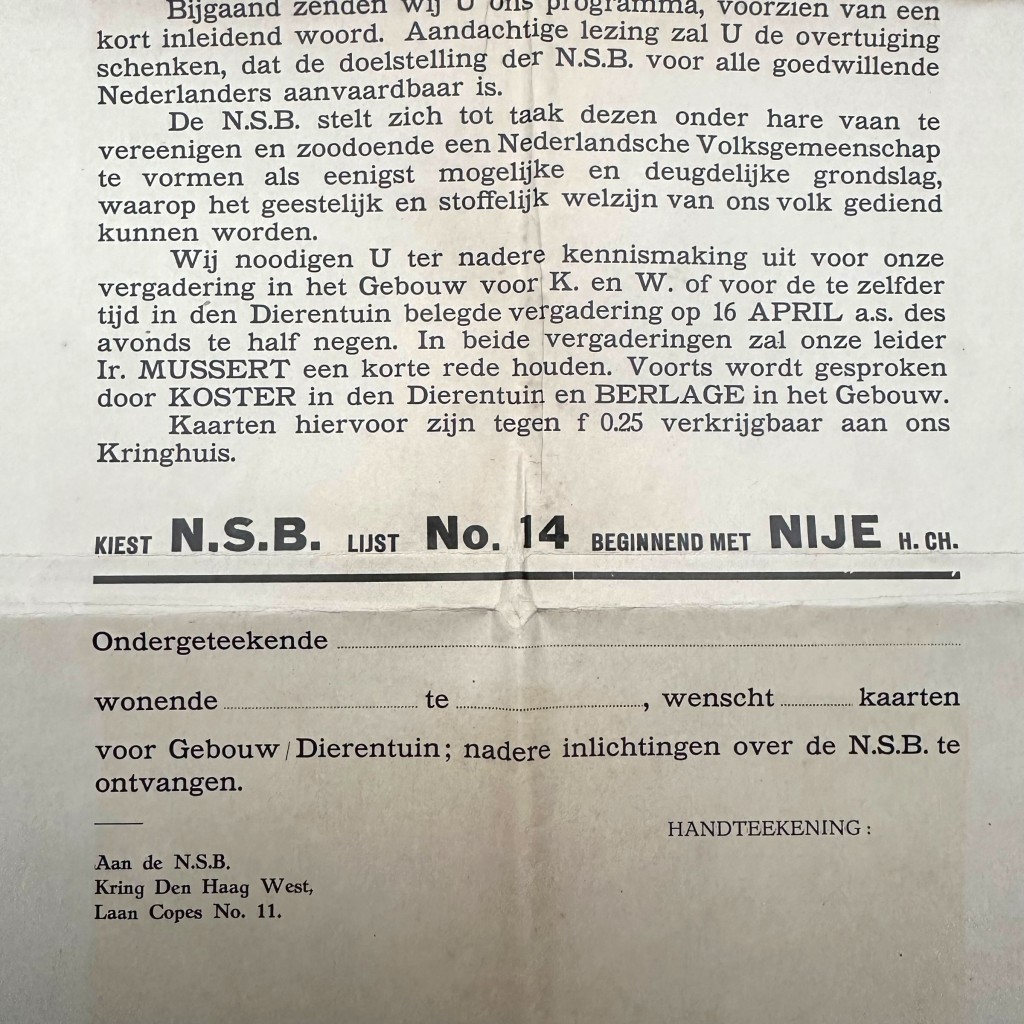 Bijgaand zenden wij U ons programma, voorzien van een
kort inleidend woord. Aandachtige lezing zal U de overtuiging
schenken, dat de doelstelling der N.S.B. voor alle goedwillende
Nederlanders aanvaardbaar is.
De N.S.B. stelt zich tot taak dezen onder hare vaan te
vereenigen en zoodoende een Nederlandsche Volksgemeenschap
te vormen als eenigst mogelijke en deugdelijke grondslag,
waarop het geestelijk en stoffelijk welzijn van ons volk gediend
kunnen worden.
Wij noodigen U ter nadere kennismaking uit voor onze
vergadering in het Gebouw voor K. en W. of voor de te zelfder
tijd in den Dierentuin belegde vergadering op 16 APRIL a.s. des
avonds te half negen. In beide vergaderingen zal onze leider
Ir. MUSSERT een korte rede houden. Voorts wordt gesproken
door KOSTER in den Dierentuin en BERLAGE in het Gebouw.
Kaarten hiervoor zijn tegen f 0.25 verkrijgbaar aan ons
Kringhuis.
KIEST N.S.B. LIJST No. 14 BEGINNEND MET NIJE H. CH.
Ondergeteekende
wonende te , wenscht kaarten
voor Gebouw / Dierentuin; nadere inlichtingen over de N.S.B. te
ontvangen.
HANDTEEKENING:
Aan de N.S.B.
Kring Den Haag West,
Laan Copes No. 11.